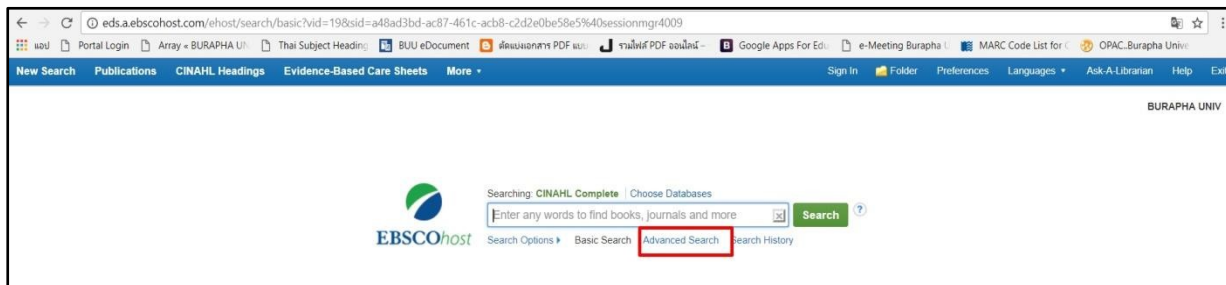 eds.a.ebscohost.com/ehost/search/basic?vid=19&sid=a48ad3bd-ac87-461c-acb8-c2d2e0be58e5%40sessionmgr4009
แอป Portal Login Array « BURAPHA UN Thai Subject Heading BUU eDocument ตัดแบ่งเอกสาร PDF แบบ รวมไฟล์ PDF ออนไลน์ - Google Apps For Edu e-Meeting Burapha U MARC Code List for C OPAC..Burapha Unive
New Search Publications CINAHL Headings Evidence-Based Care Sheets More Sign In Folder Preferences Languages Ask-A-Librarian Help Exit
BURAPHA UNIV
Searching: CINAHL Complete Choose Databases
Enter any words to find books, journals and more Search
EBSCOhost Search Options Basic Search Advanced Search Search History